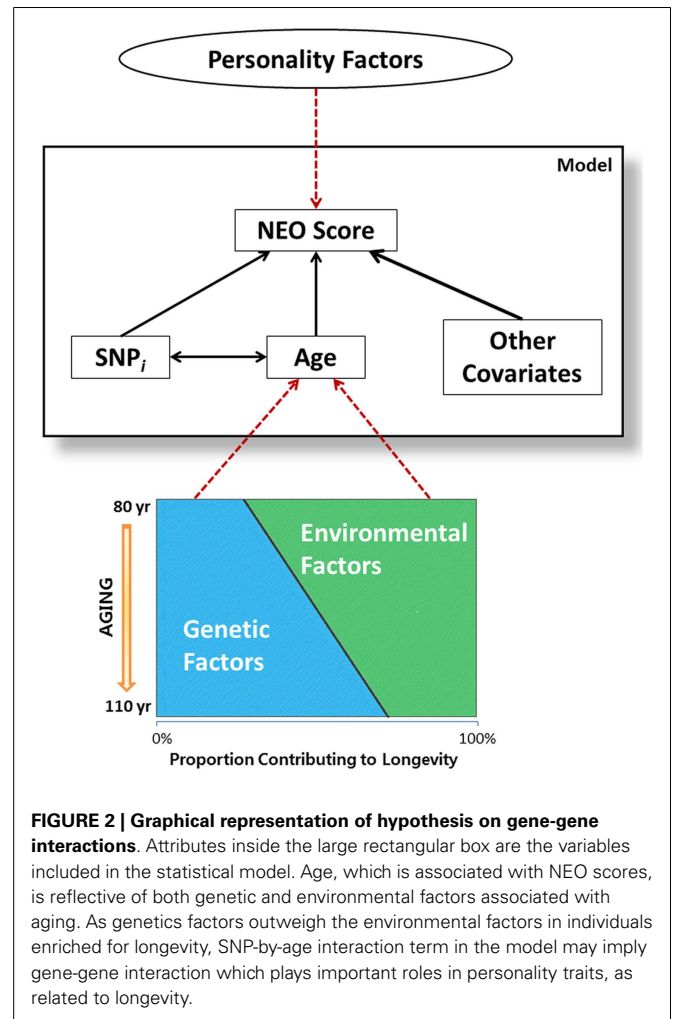 Personality Factors
Model
NEO Score
SNPi
Age
Other
Covariates
80 yr
Environmental
Factors
AGING
Genetic
Factors
110 yr
0%
100%
Proportion Contributing to Longevity
FIGURE 2 | Graphical representation of hypothesis on gene-gene
interactions. Attributes inside the large rectangular box are the variables
included in the statistical model. Age, which is associated with NEO scores,
is reflective of both genetic and environmental factors associated with
aging. As genetics factors outweigh the environmental factors in individuals
enriched for longevity, SNP-by-age interaction term in the model may imply
gene-gene interaction which plays important roles in personality traits, as
related to longevity.